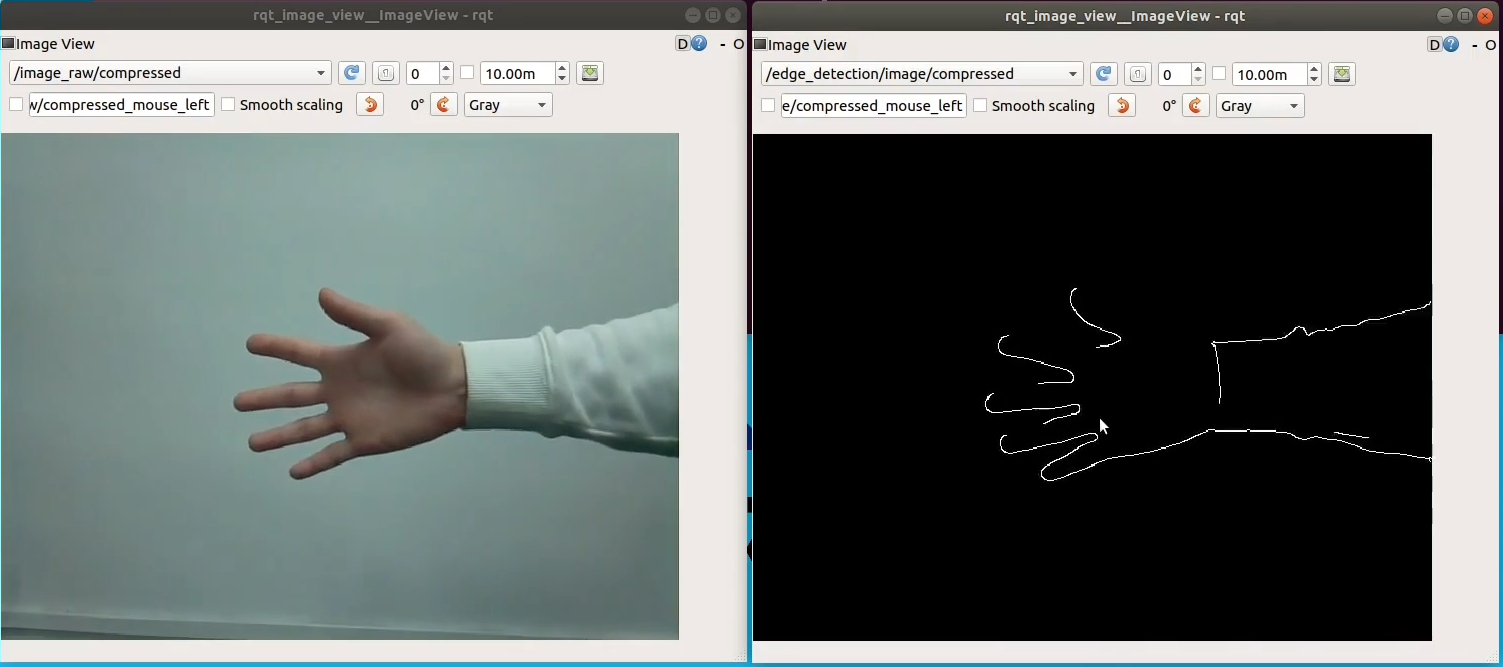 rqt_image_view__ImageView - rqt
Image View
D ? - O
/image_raw/compressed 0 10.00m
w/compressed_mouse_left Smooth scaling 0° Gray
rqt_image_view__ImageView - rqt
Image View
D ? - O
/edge_detection/image/compressed 0 10.00m
e/compressed_mouse_left Smooth scaling 0° Gray